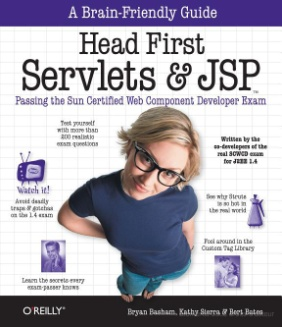 A Brain-Friendly Guide
Head First
Servlets & JSP
™
Passing the Sun Certified Web Component Developer Exam
Test yourself
with more than
200 realistic
exam questions
Written by the
co-developers of the
real SCWCD exam
for J2EE 1.4
Watch it!
Avoid deadly
traps & gotchas
on the 1.4 exam
See why Struts
is so hot in
the real world
Fool around in the
Custom Tag Library
Learn the secrets every
exam-passer knows
O'REILLY®
Bryan Basham, Kathy Sierra & Bert Bates